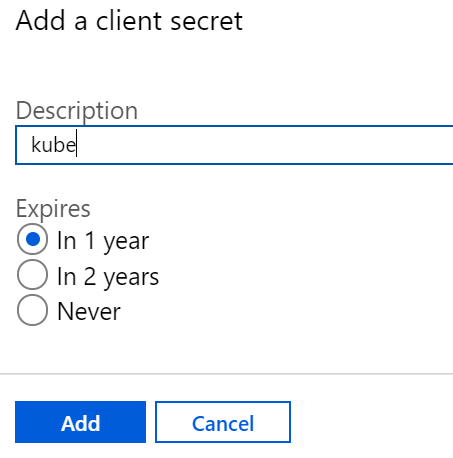 Add a client secret
Description
kube
Expires
In 1 year
In 2 years
Never
Add
Cancel